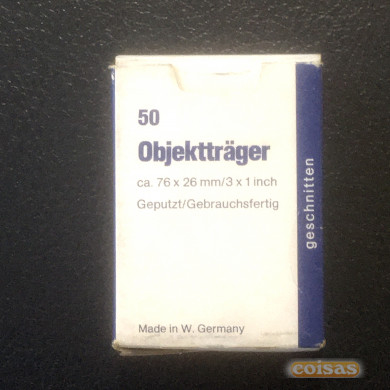 50
Objektträger
ca. 76 x 26 mm/3 x 1 inch
Geputzt/Gebrauchsfertig
geschnitten
Made in W. Germany
coisas